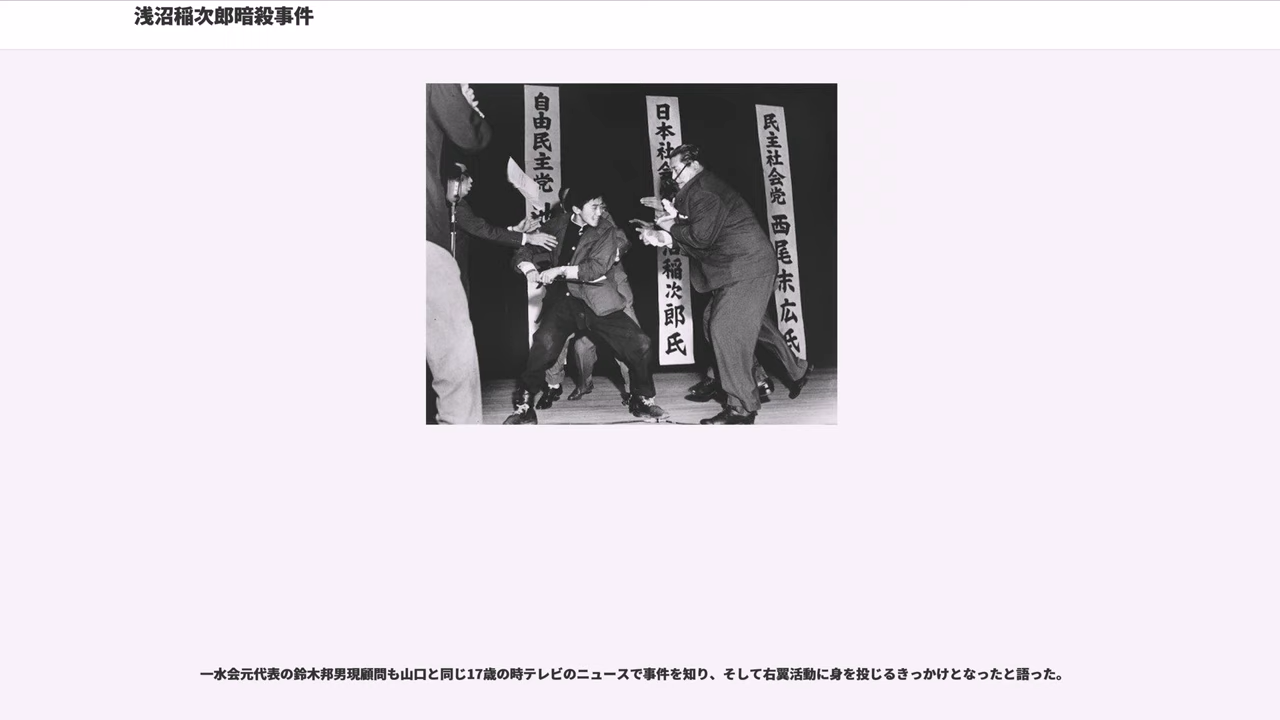 浅沼稲次郎暗殺事件
自由民主党 池
日本社会
沼稲次郎氏
民主社会党 西尾末広氏
一水会元代表の鈴木邦男現顧問も山口と同じ17歳の時テレビのニュースで事件を知り、そして右翼活動に身を投じるきっかけとなったと語った。